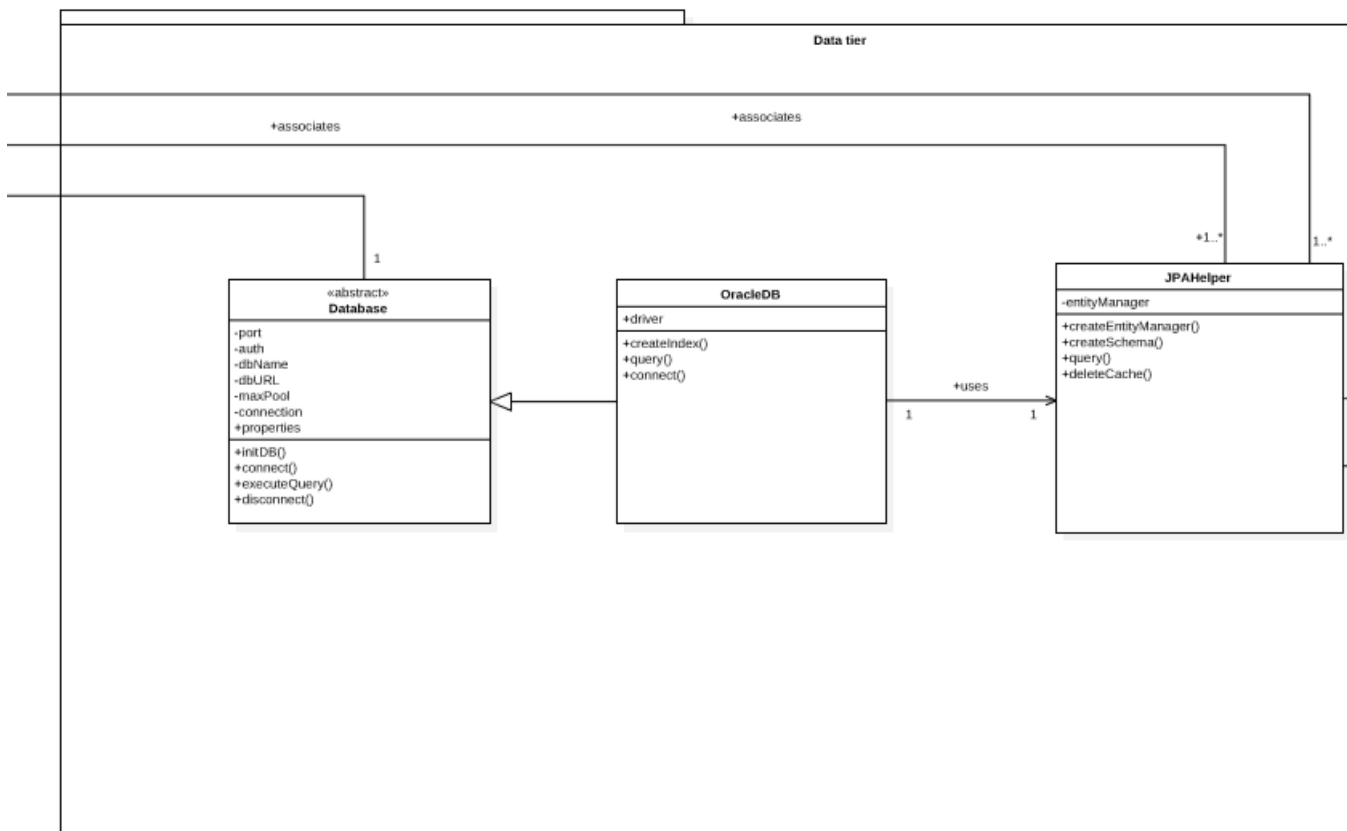 Data tier
+associates
+associates
+1..*
1..*
1
«abstract»
Database
-port
-auth
-dbName
-dbURL
-maxPool
-connection
+properties
+initDB()
+connect()
+executeQuery()
+disconnect()
OracleDB
+driver
+createIndex()
+query()
+connect()
+uses
1
1
JPAHelper
-entityManager
+createEntityManager()
+createSchema()
+query()
+deleteCache()